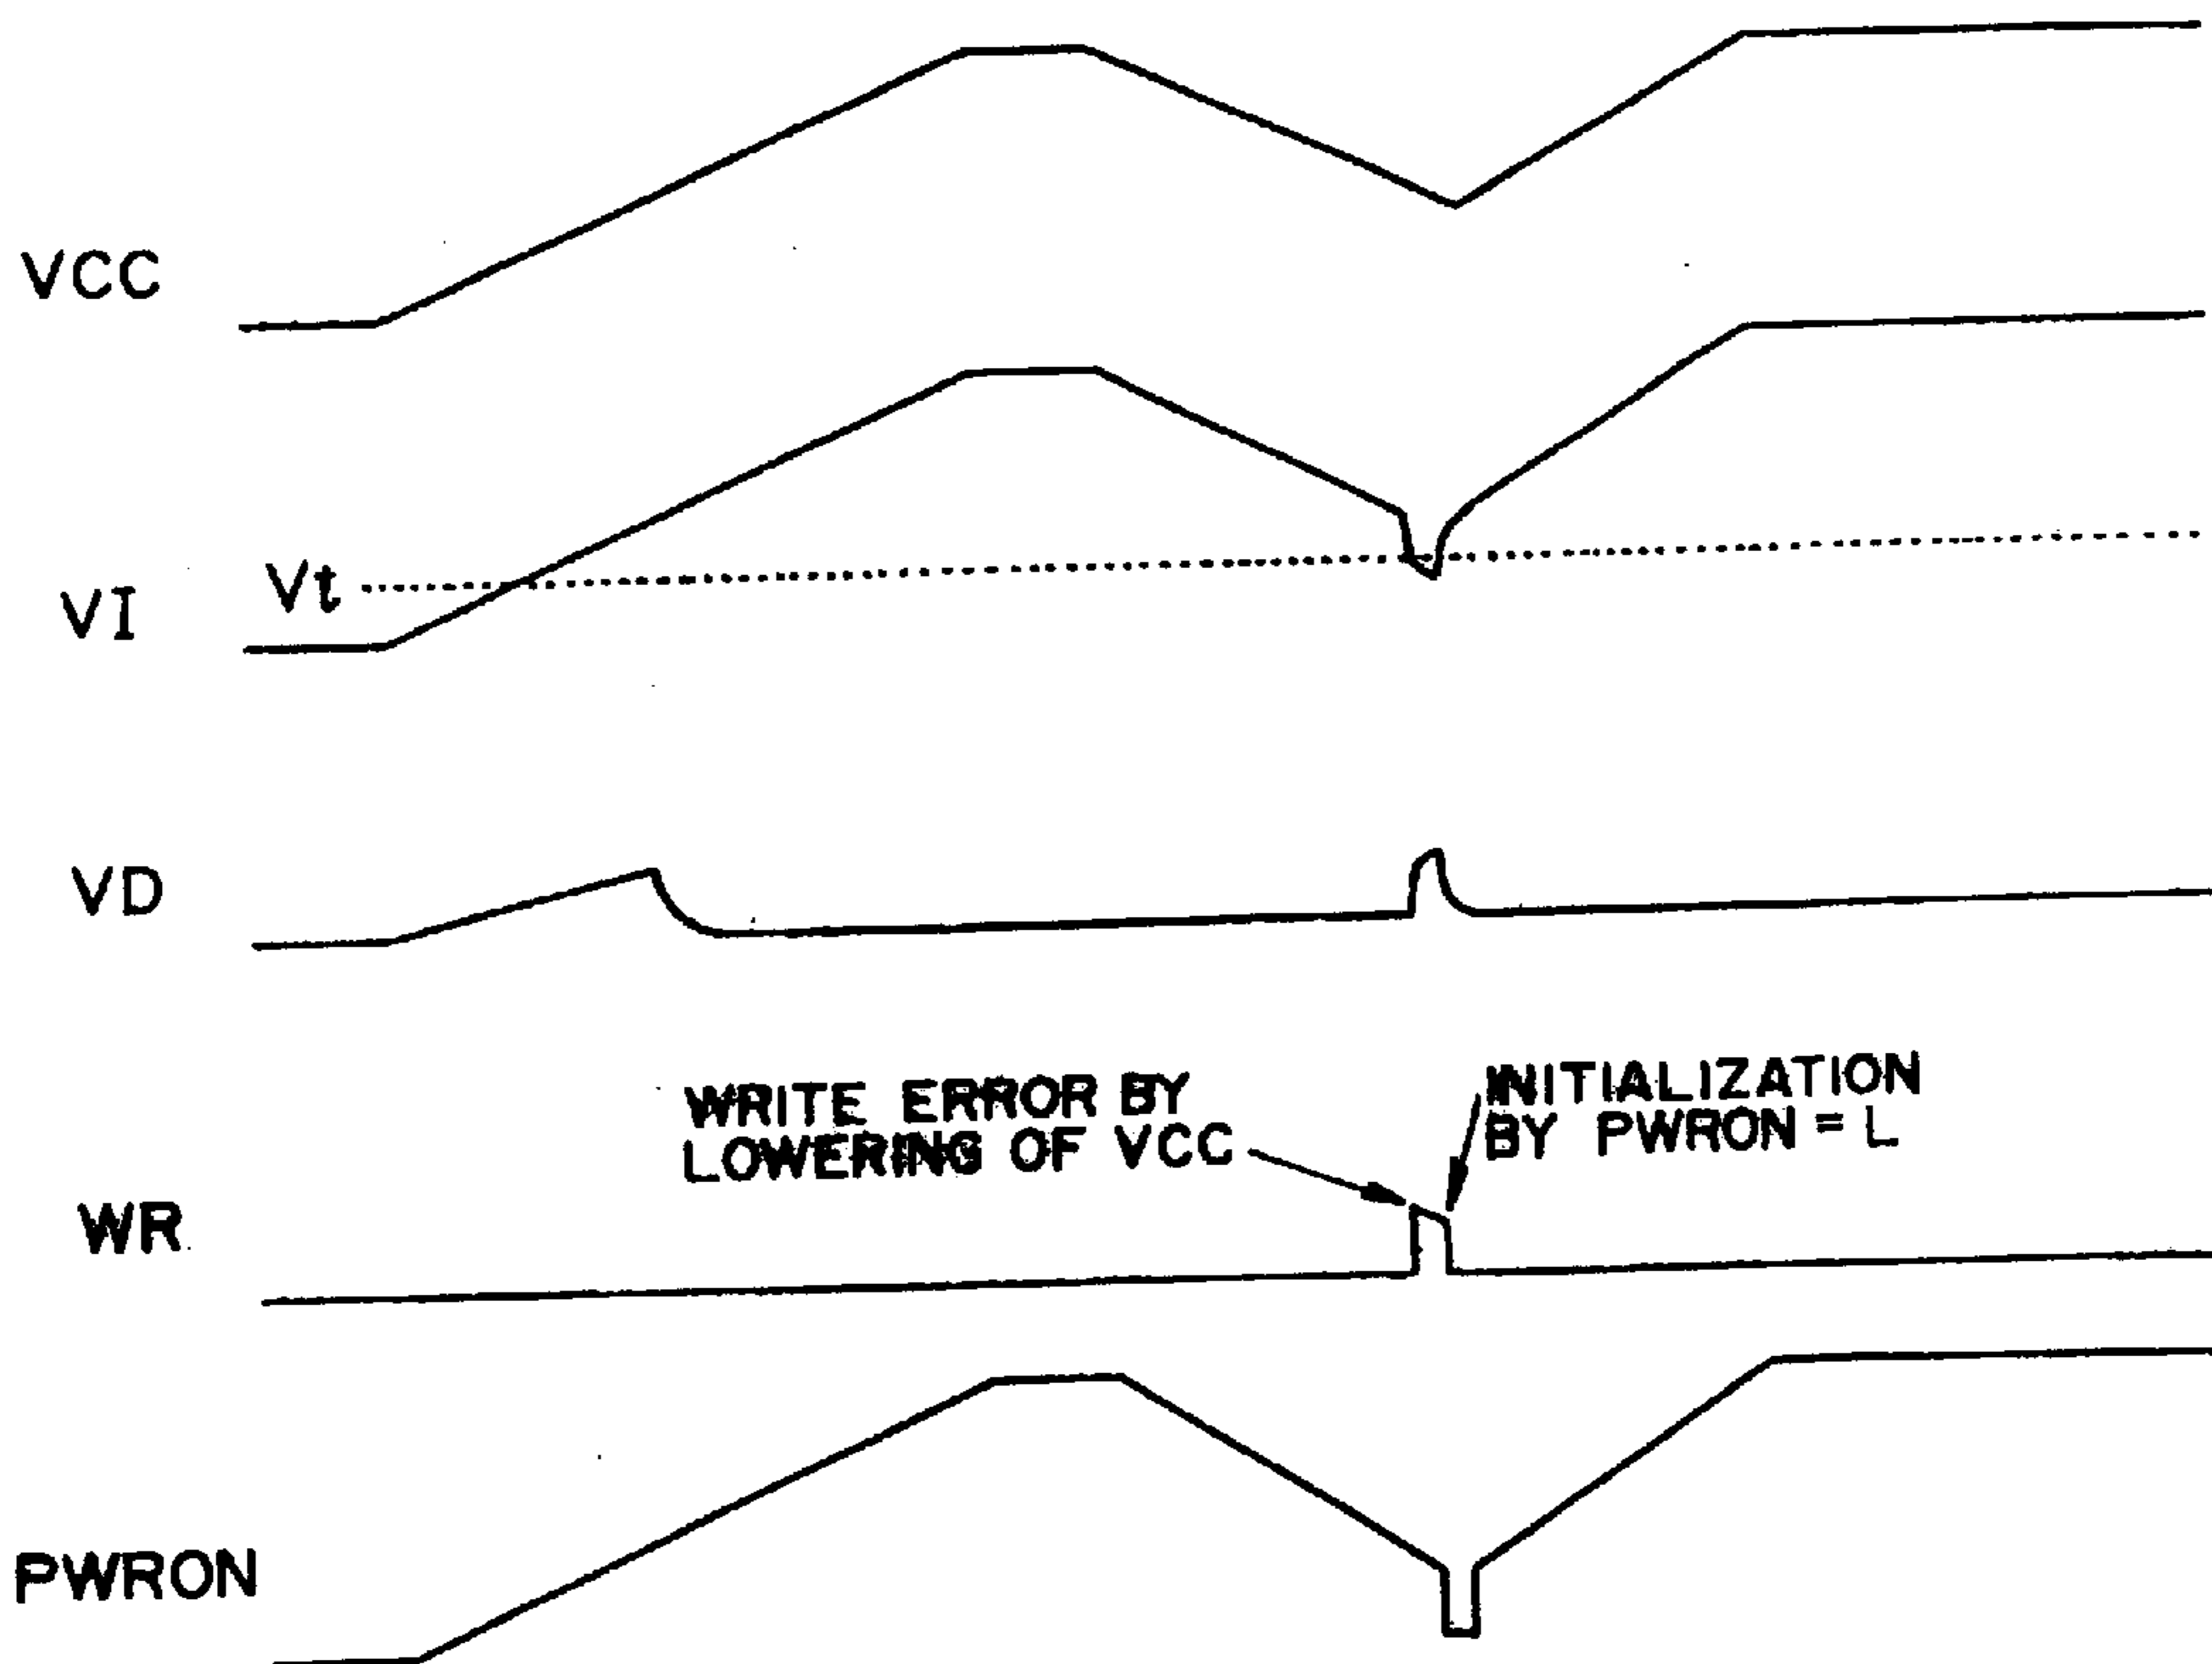 VCC
Vt
VI
VD
WRITE ERROR BY
LOWERING OF VCC
INITIALIZATION
BY PWRON = L
WR
PWRON